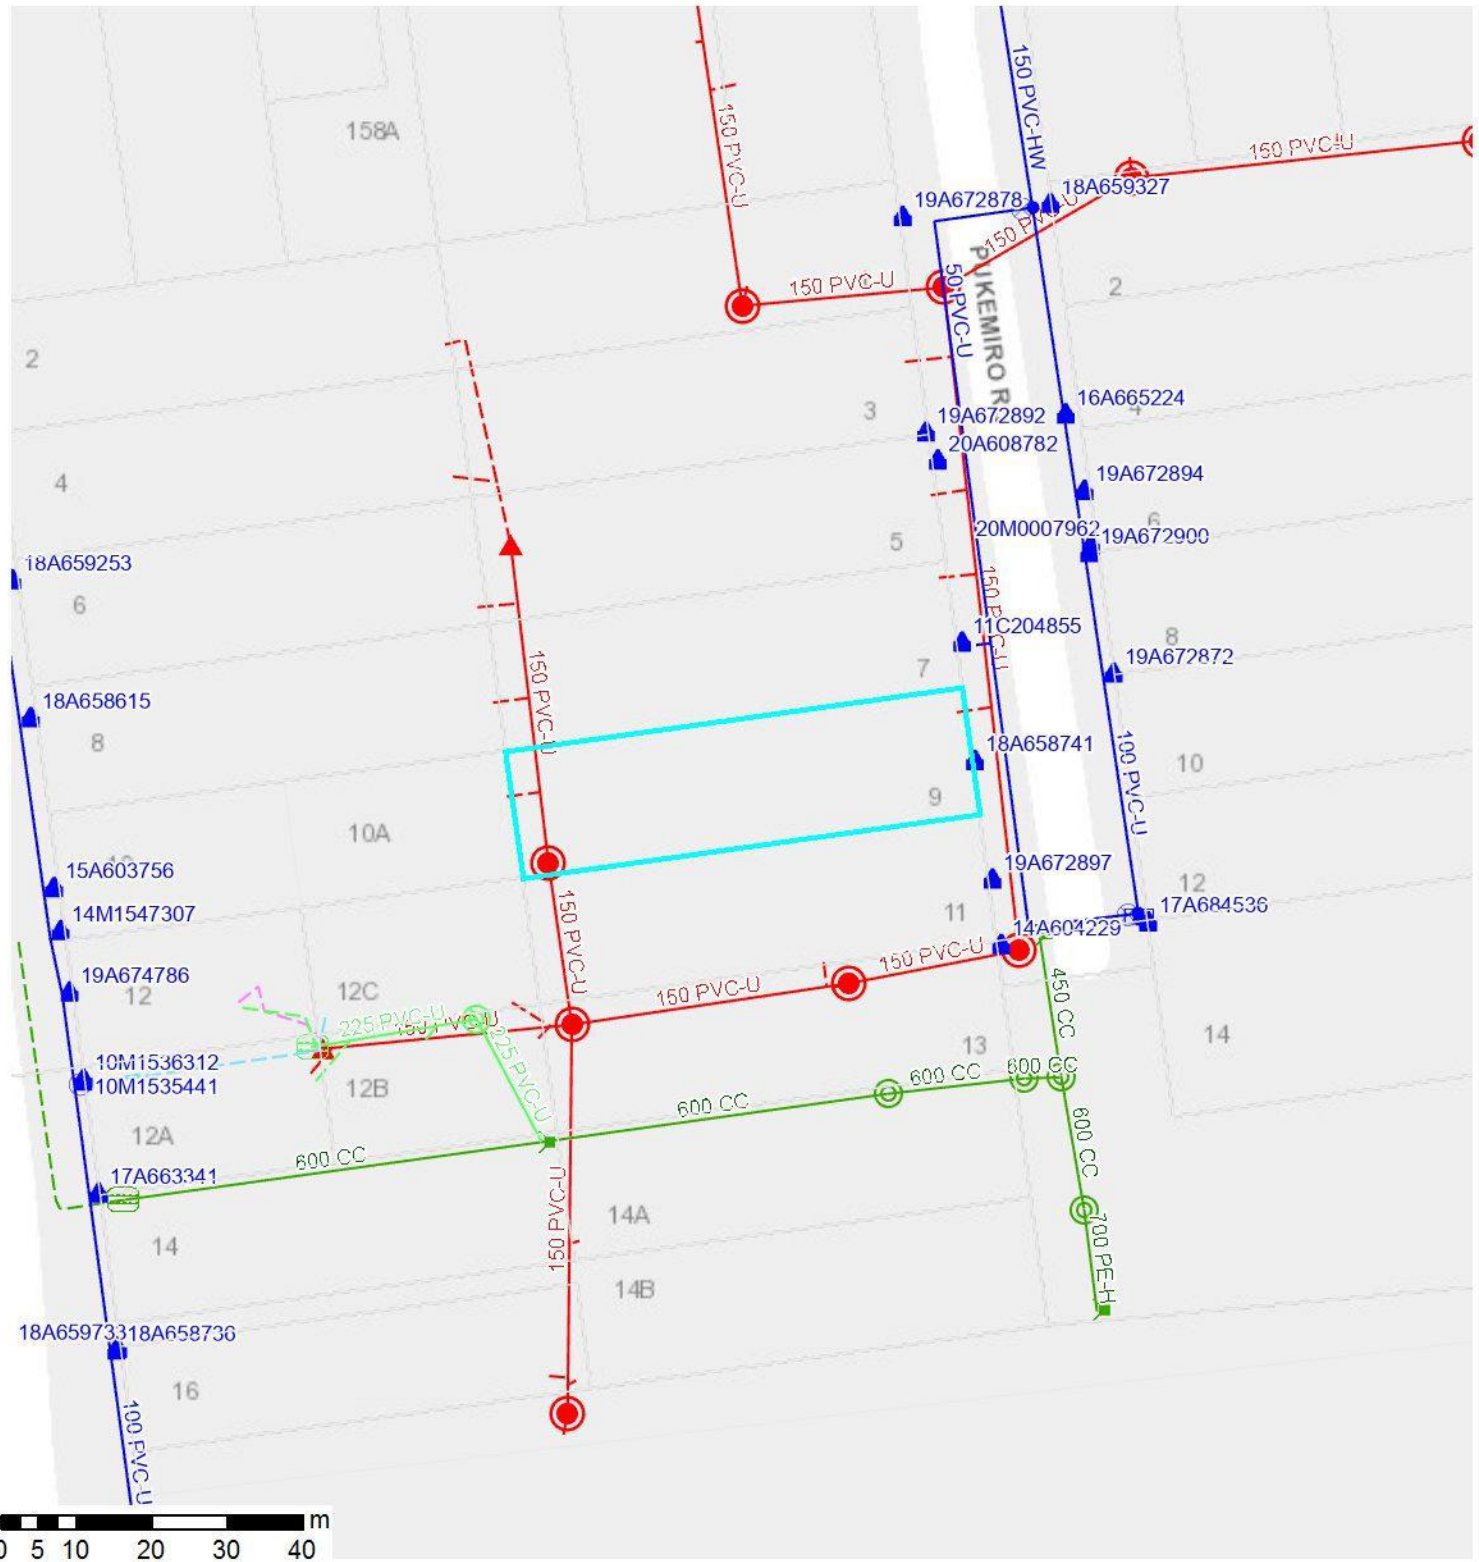 150 PVC-HW
158A
150 PVC-U
150 PVC-U
18A659327
19A672878
150 PVC-U
PUKEMIRO R
150 PVC-U
50 PVC-U
2
2
3
16A665224
4
19A672892
20A608782
4
19A672894
5
20M0007962
6
19A672900
18A659253
6
150 PVC-U
11C204855
8
19A672872
150 PVC-U
7
18A658615
8
18A658741
100 PVC-U
10
9
10A
15A603756
19A672897
12
17A684536
14M1547307
11
14A604229
150 PVC-U
150 PVC-U
19A674786
12
12C
150 PVC-U
450 CC
225 PVC-U
150 PVC-U
14
13
10M1536312
10M1535441
12B
225 PVC-U
600 CC
600 CC
600 CC
12A
600 CC
600 CC
17A663341
150 PVC-U
14A
700 PE-H
14
14B
18A659733
18A658736
16
100 PVC-U
m
0 5 10 20 30 40